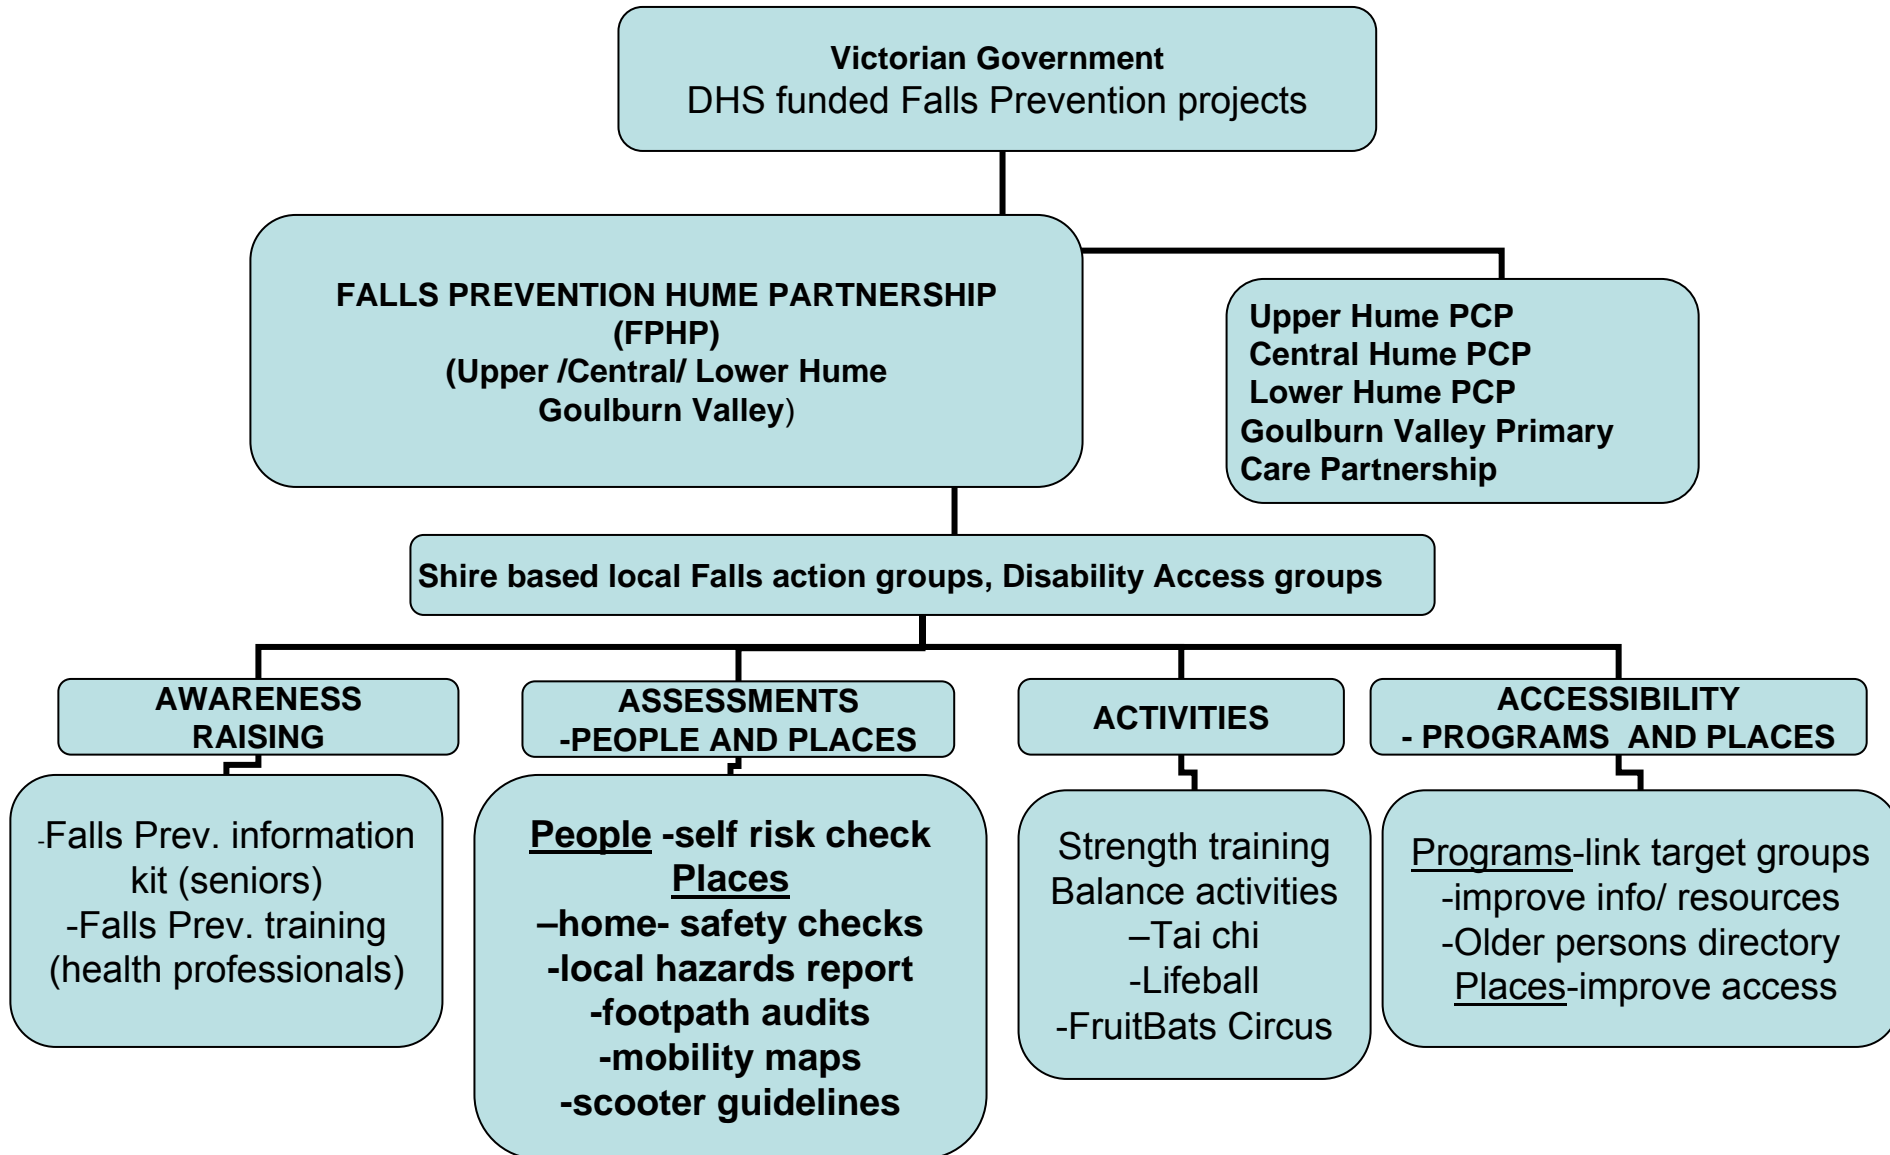 Victorian Government
DHS funded Falls Prevention projects
FALLS PREVENTION HUME PARTNERSHIP
(FPHP)
(Upper /Central/ Lower Hume
Goulburn Valley)
Upper Hume PCP
Central Hume PCP
Lower Hume PCP
Goulburn Valley Primary
Care Partnership
Shire based local Falls action groups, Disability Access groups
AWARENESS
RAISING
ASSESSMENTS
-PEOPLE AND PLACES
ACTIVITIES
ACCESSIBILITY
- PROGRAMS  AND PLACES
-Falls Prev. information
kit (seniors)
-Falls Prev. training
(health professionals)
People -self risk check
Places
–home- safety checks
-local hazards report
-footpath audits
-mobility maps
-scooter guidelines
Strength training
Balance activities
–Tai chi
-Lifeball
-FruitBats Circus
Programs-link target groups
-improve info/ resources
-Older persons directory
Places-improve access